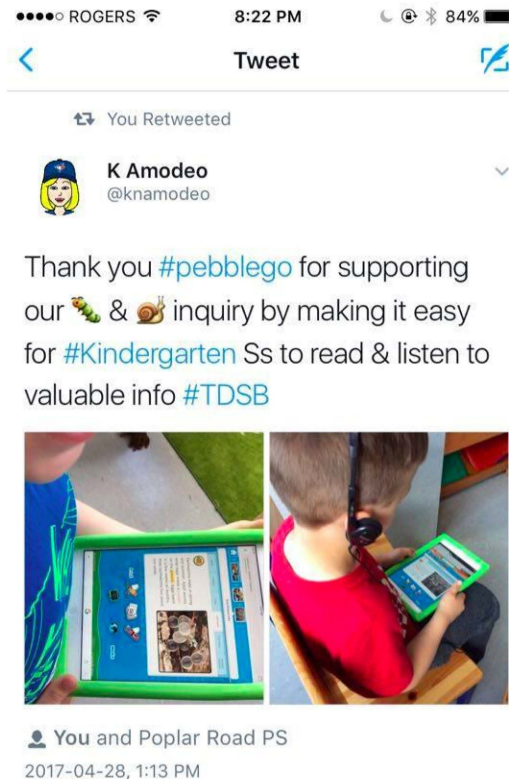 ROGERS 8:22 PM 84%
Tweet
You Retweeted
K Amodeo
@knamodeo
Thank you #pebblego for supporting
our 🐛 & 🐌 inquiry by making it easy
for #Kindergarten Ss to read & listen to
valuable info #TDSB
You and Poplar Road PS
2017-04-28, 1:13 PM